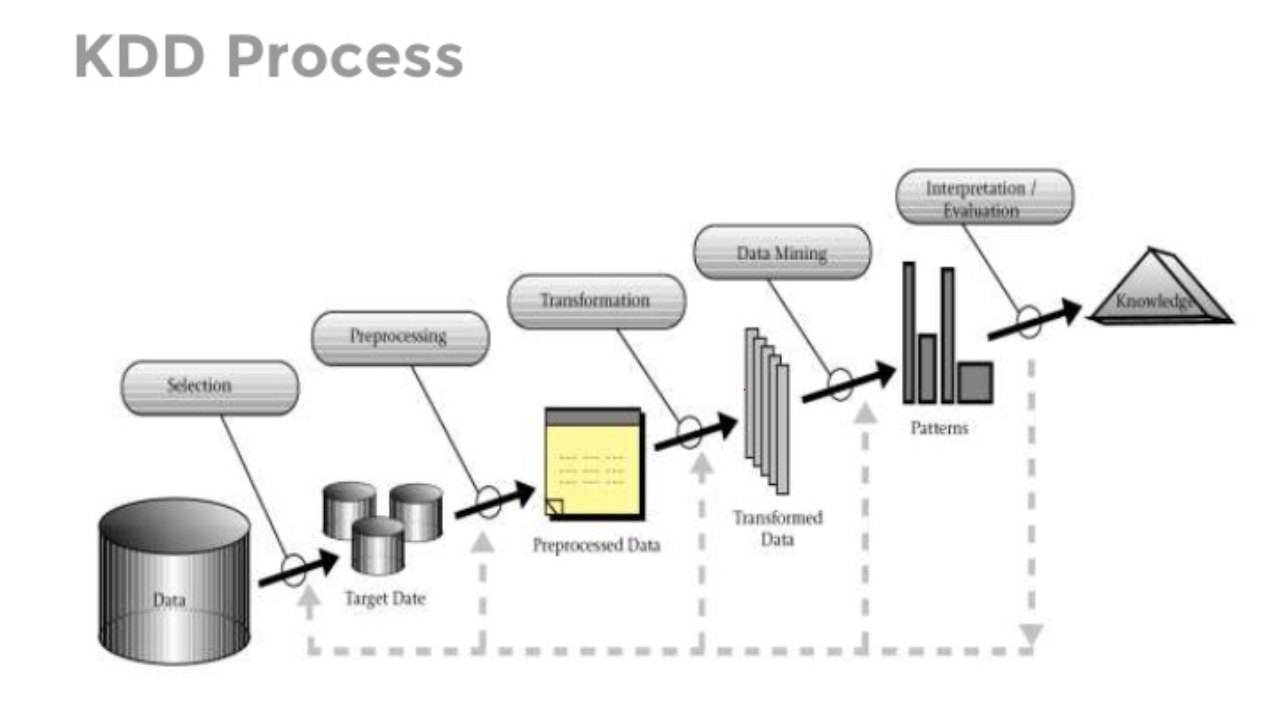 KDD Process
Interpretation /
Evaluation
Data Mining
Transformation
Preprocessing
Selection
Knowledge
Patterns
Transformed
Data
Preprocessed Data
Target Date
Data